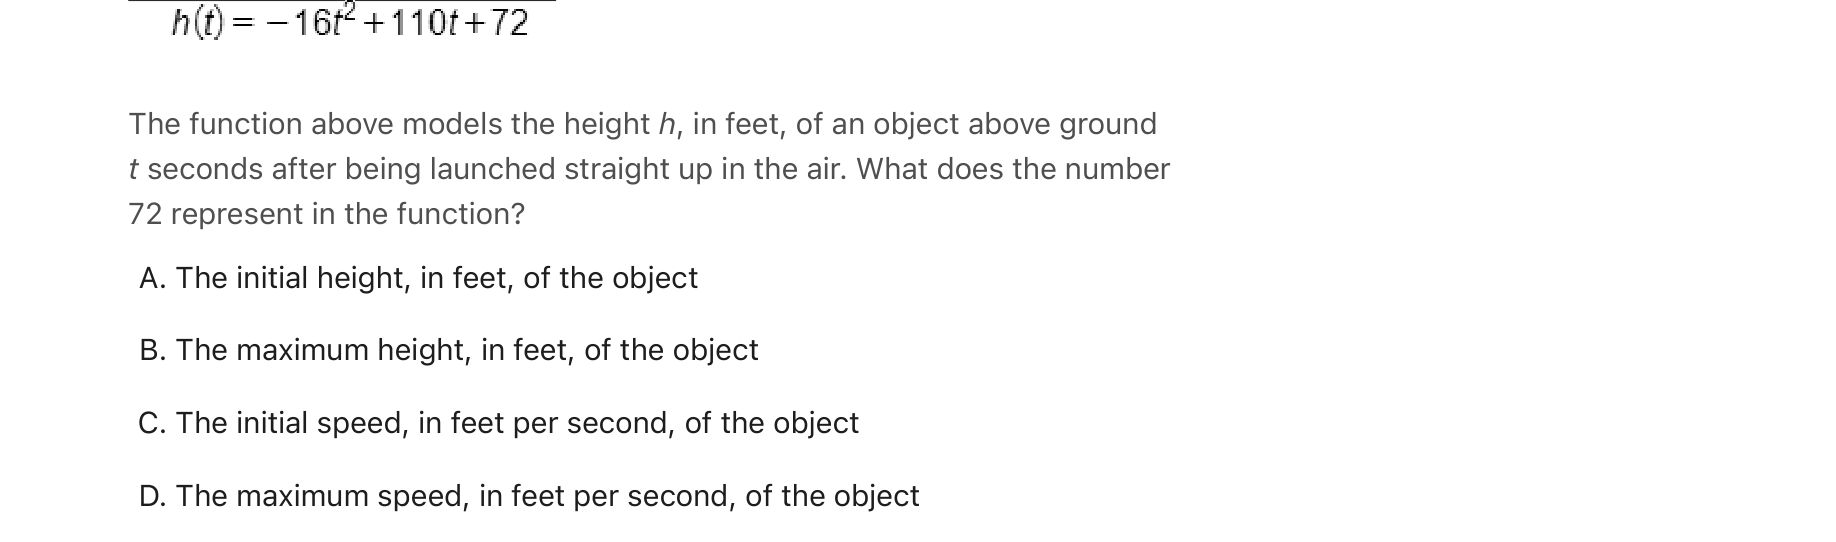 h(t) = −16t² + 110t + 72
The function above models the height h, in feet, of an object above ground
t seconds after being launched straight up in the air. What does the number
72 represent in the function?
A. The initial height, in feet, of the object
B. The maximum height, in feet, of the object
C. The initial speed, in feet per second, of the object
D. The maximum speed, in feet per second, of the object